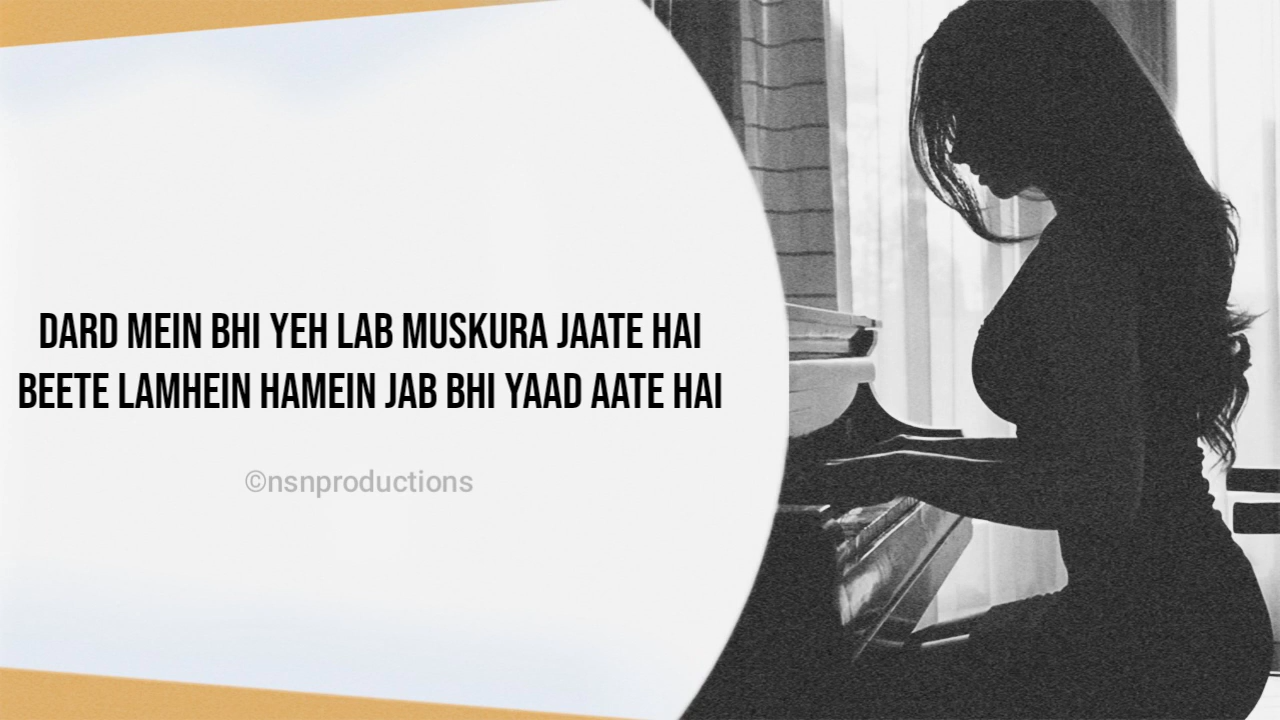 DARD MEIN BHI YEH LAB MUSKURA JAATE HAI
BEETE LAMHEIN HAMEIN JAB BHI YAAD AATE HAI
©nsnproductions